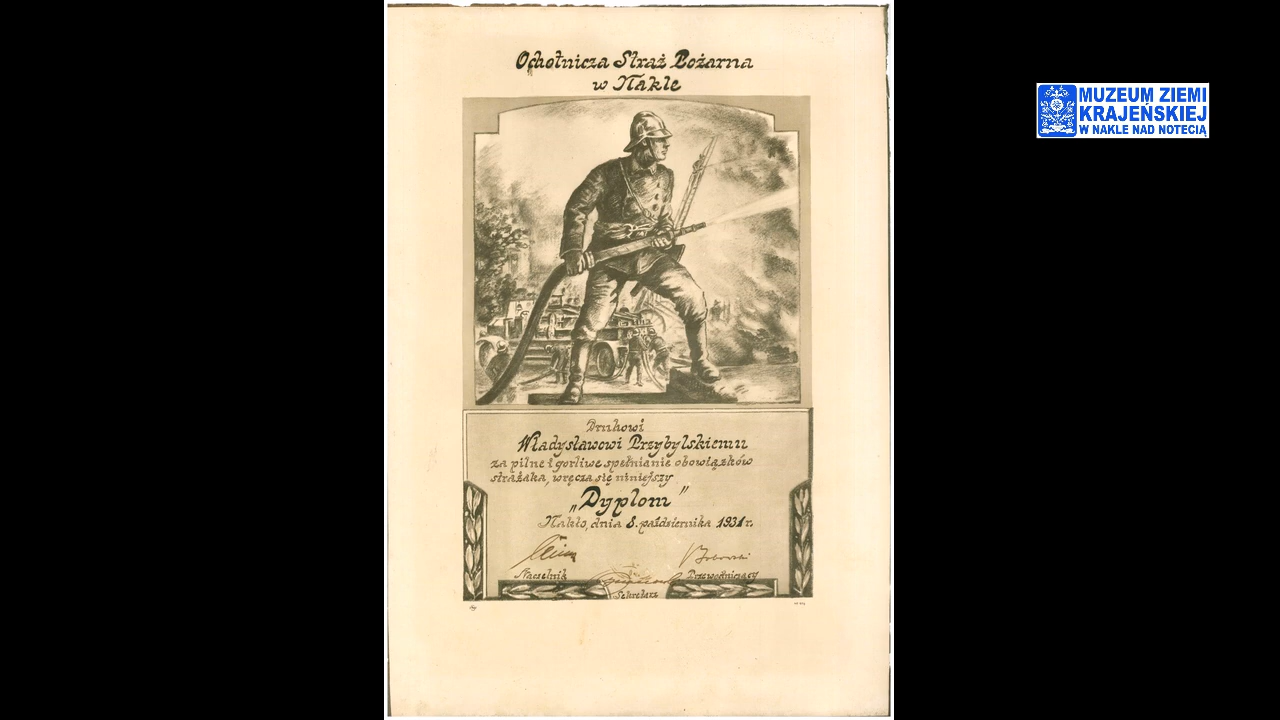 Ochotnicza Straż Pożarna
w Nakle
Druhowi
Władysławowi Przybylskiemu
za pilne i gorliwe spełnianie obowiązków
strażaka, wręcza się niniejszy
„Dyplom”
Nakło, dnia 8. października 1931 r.
Naczelnik
Przewodniczący
Sekretarz
MUZEUM ZIEMI
KRAJEŃSKIEJ
W NAKLE NAD NOTECIĄ